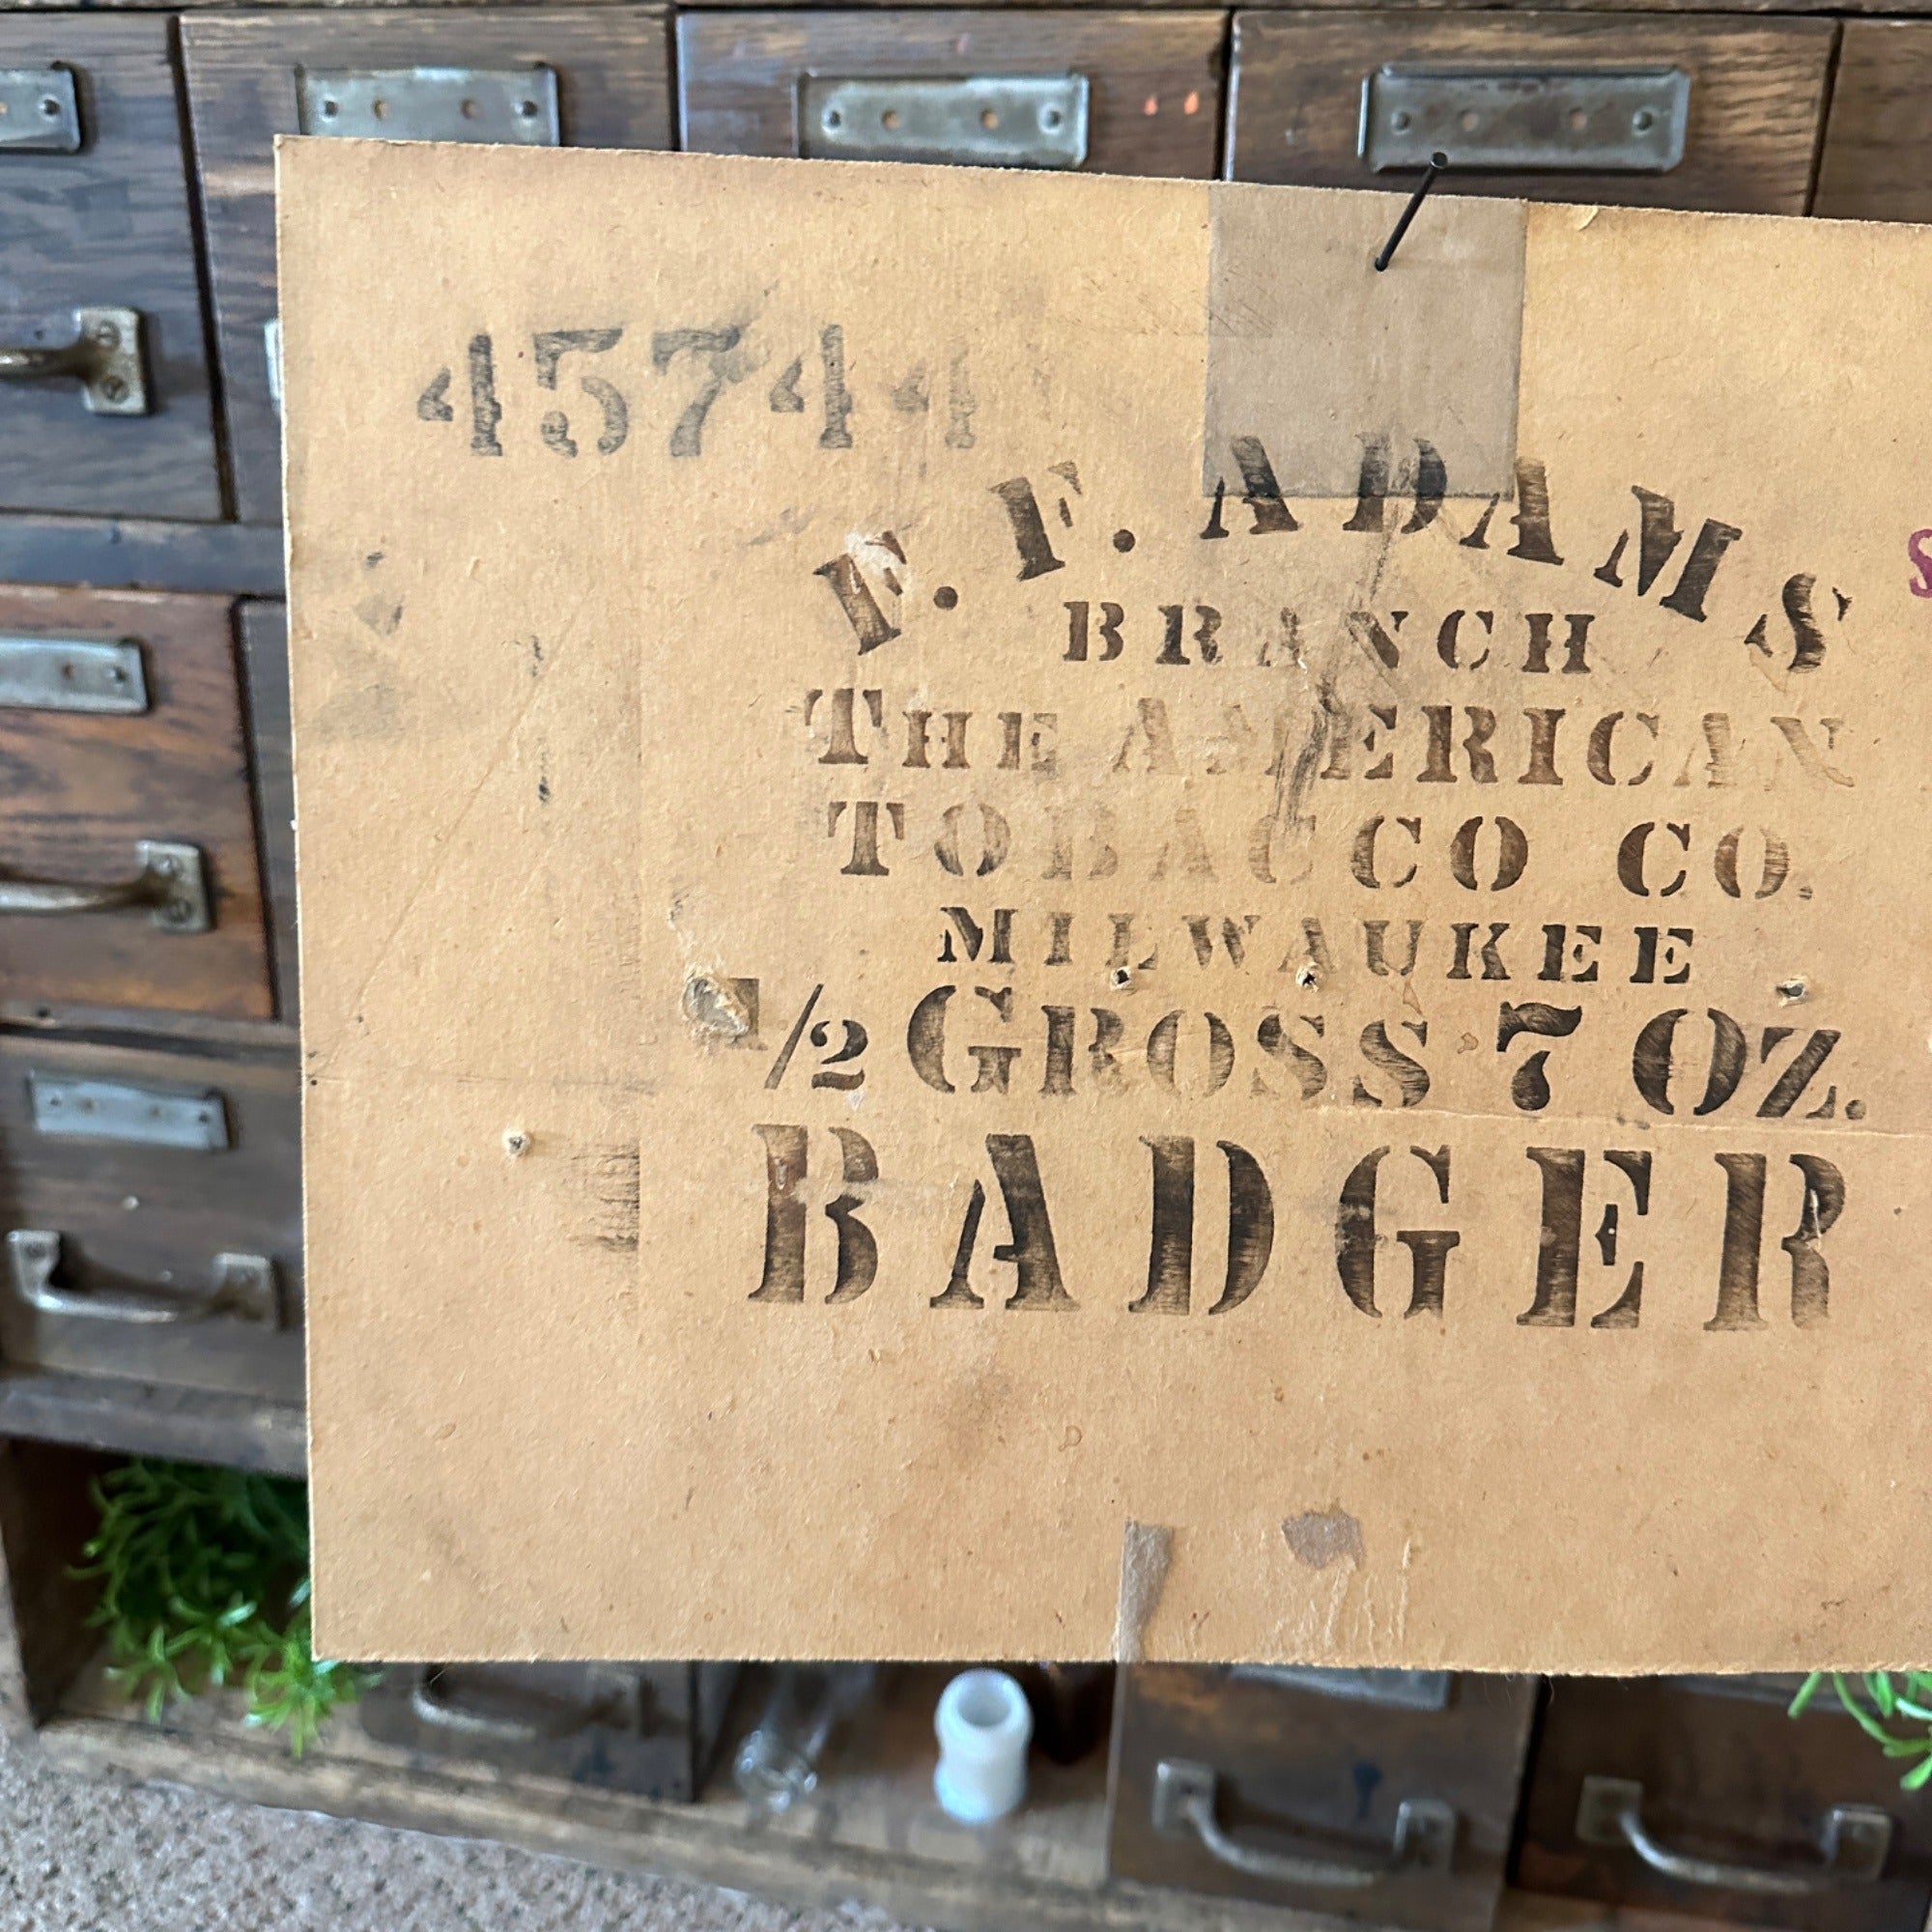 45744
F. F. ADAMS
BRANCH
THE AMERICAN
TOBACCO CO.
MILWAUKEE
1/2 GROSS 7 OZ.
BADGER